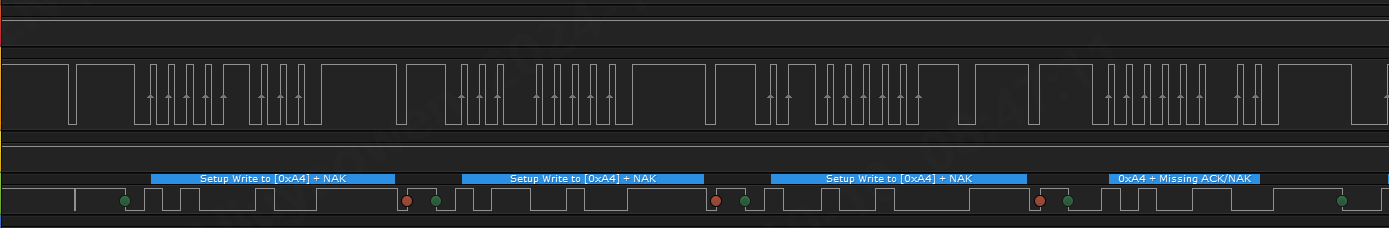 Setup Write to [0xA4] + NAK
Setup Write to [0xA4] + NAK
Setup Write to [0xA4] + NAK
0xA4 + Missing ACK/NAK